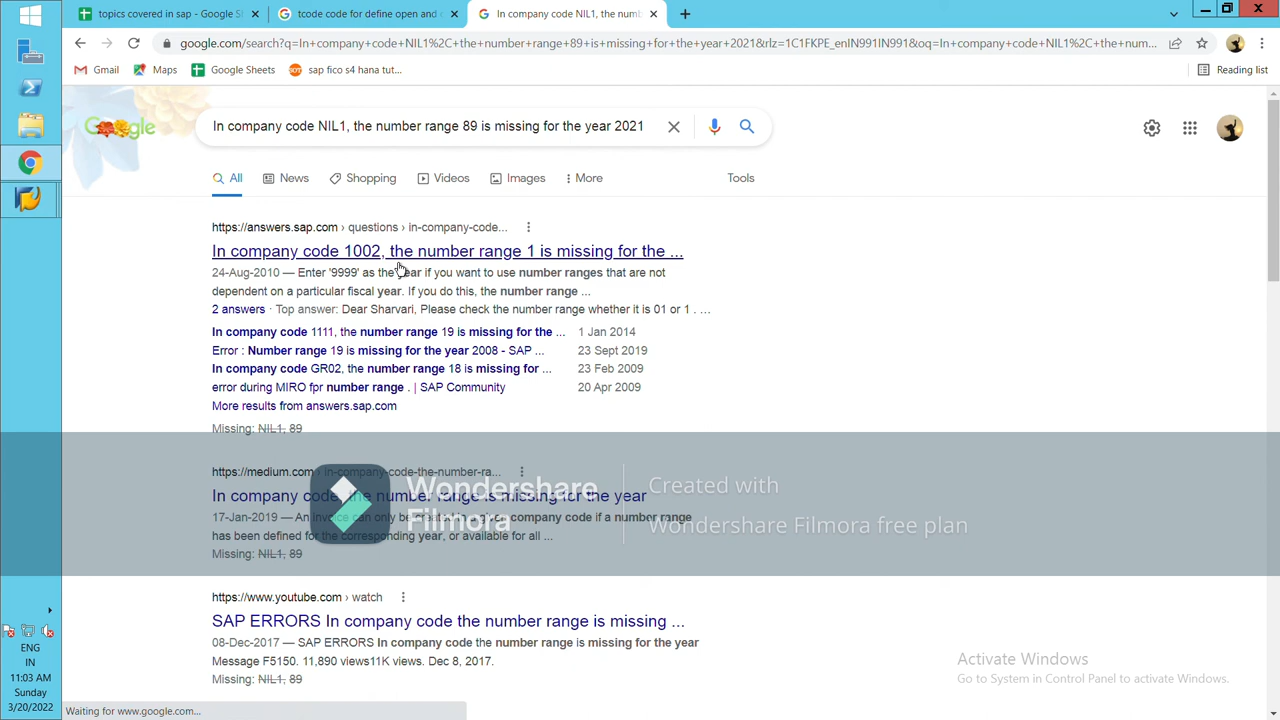 topics covered in sap - Google Sh
tcode code for define open and c
In company code NIL1, the numb
google.com/search?q=In+company+code+NIL1%2C+the+number+range+89+is+missing+for+the+year+2021&rlz=1C1FKPE_enIN991IN991&oq=In+company+code+NIL1%2C+the+num...
Gmail Maps Google Sheets sap fico s4 hana tut... Reading list
Google
In company code NIL1, the number range 89 is missing for the year 2021
All News Shopping Videos Images More Tools
https://answers.sap.com › questions › in-company-code...
In company code 1002, the number range 1 is missing for the ...
24-Aug-2010 — Enter '9999' as the year if you want to use number ranges that are not
dependent on a particular fiscal year. If you do this, the number range ...
2 answers · Top answer: Dear Sharvari, Please check the number range whether it is 01 or 1 . …
In company code 1111, the number range 19 is missing for the ... 1 Jan 2014
Error : Number range 19 is missing for the year 2008 - SAP ... 23 Sept 2019
In company code GR02, the number range 18 is missing for ... 23 Feb 2009
error during MIRO fpr number range . | SAP Community 20 Apr 2009
More results from answers.sap.com
Missing: NIL1, 89
https://medium.com › in-company-code-the-number-ra...
In company code, the number range is missing for the year
17-Jan-2019 — An invoice can only be created in a given company code if a number range
has been defined for the corresponding year, or available for all ...
Missing: NIL1, 89
Wondershare
Filmora
Created with
Wondershare Filmora free plan
https://www.youtube.com › watch
SAP ERRORS In company code the number range is missing ...
08-Dec-2017 — SAP ERRORS In company code the number range is missing for the year
Message F5150. 11,890 views11K views. Dec 8, 2017.
Missing: NIL1, 89
Activate Windows
Go to System in Control Panel to activate Windows.
ENG
IN
11:03 AM
Sunday
3/20/2022
Waiting for www.google.com...